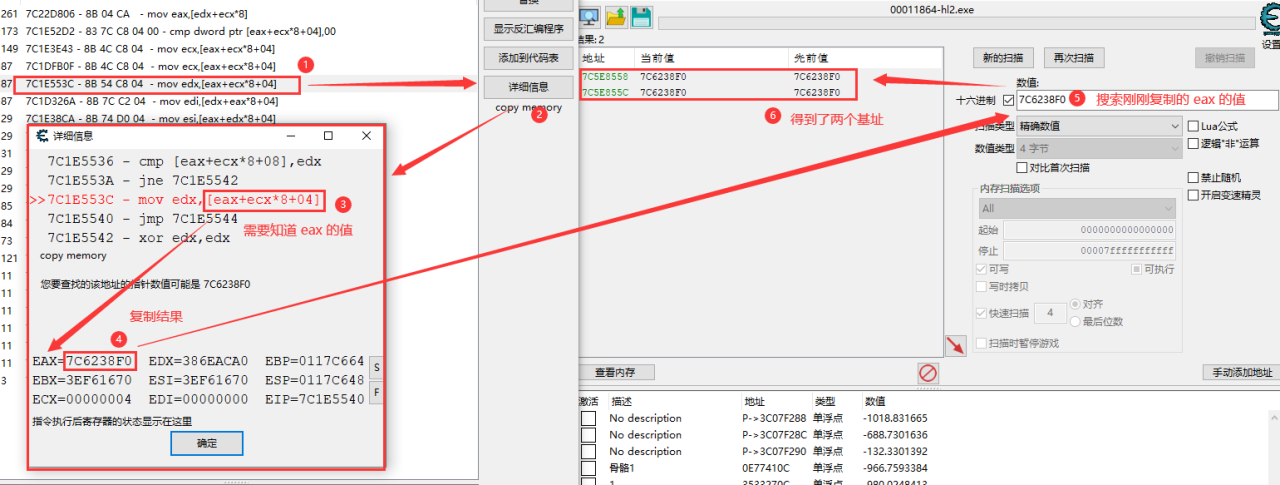 261 7C22D806 - 8B 04 CA - mov eax,[edx+ecx*8]
173 7C1E52D2 - 83 7C C8 04 00 - cmp dword ptr [eax+ecx*8+04],00
149 7C1E3E43 - 8B 4C C8 04 - mov ecx,[eax+ecx*8+04]
87 7C1DFB0F - 8B 4C C8 04 - mov ecx,[eax+ecx*8+04]
87 7C1E553C - 8B 54 C8 04 - mov edx,[eax+ecx*8+04]
87 7C1D326A - 8B 7C C2 04 - mov edi,[edx+eax*8+04]
87 7C1E38CA - 8B 74 D0 04 - mov esi,[eax+edx*8+04]
29
31
29
29
29
85
84
73
121
11
11
11
11
11
11
3
1
替换
显示反汇编程序
添加到代码表
详细信息
copy memory
2
详细信息
7C1E5536 - cmp [eax+ecx*8+08],edx
7C1E553A - jne 7C1E5542
>>7C1E553C - mov edx,[eax+ecx*8+04]
7C1E5540 - jmp 7C1E5544
7C1E5542 - xor edx,edx
copy memory
3
需要知道 eax 的值
您要查找的该地址的指针数值可能是 7C6238F0
复制结果
4
EAX=7C6238F0 EDX=386EACA0 EBP=0117C664
EBX=3EF61670 ESI=3EF61670 ESP=0117C648
ECX=00000004 EDI=00000000 EIP=7C1E5540
S
F
指令执行后寄存器的状态显示在这里
确定
00011864-hl2.exe
结果: 2
地址 当前值 先前值
7C5E8558 7C6238F0 7C6238F0
7C5E855C 7C6238F0 7C6238F0
6 得到了两个基址
设置
新的扫描 再次扫描 撤销扫描
数值:
十六进制 7C6238F0 5 搜索刚刚复制的 eax 的值
扫描类型 精确数值
数值类型 4 字节
对比首次扫描
Lua公式
逻辑"非"运算
禁止随机
开启变速精灵
内存扫描选项
All
起始 0000000000000000
停止 00007fffffffffff
可写 可执行
写时拷贝
快速扫描 4 对齐
最后位数
扫描时暂停游戏
查看内存
手动添加地址
激活 描述 地址 类型 数值
No description P->3C07F288 单浮点 -1018.831665
No description P->3C07F28C 单浮点 -688.7301636
No description P->3C07F290 单浮点 -132.3301392
骨骼1 0E77410C 单浮点 -966.7593384
1 3533270C 单浮点 -980.0248413